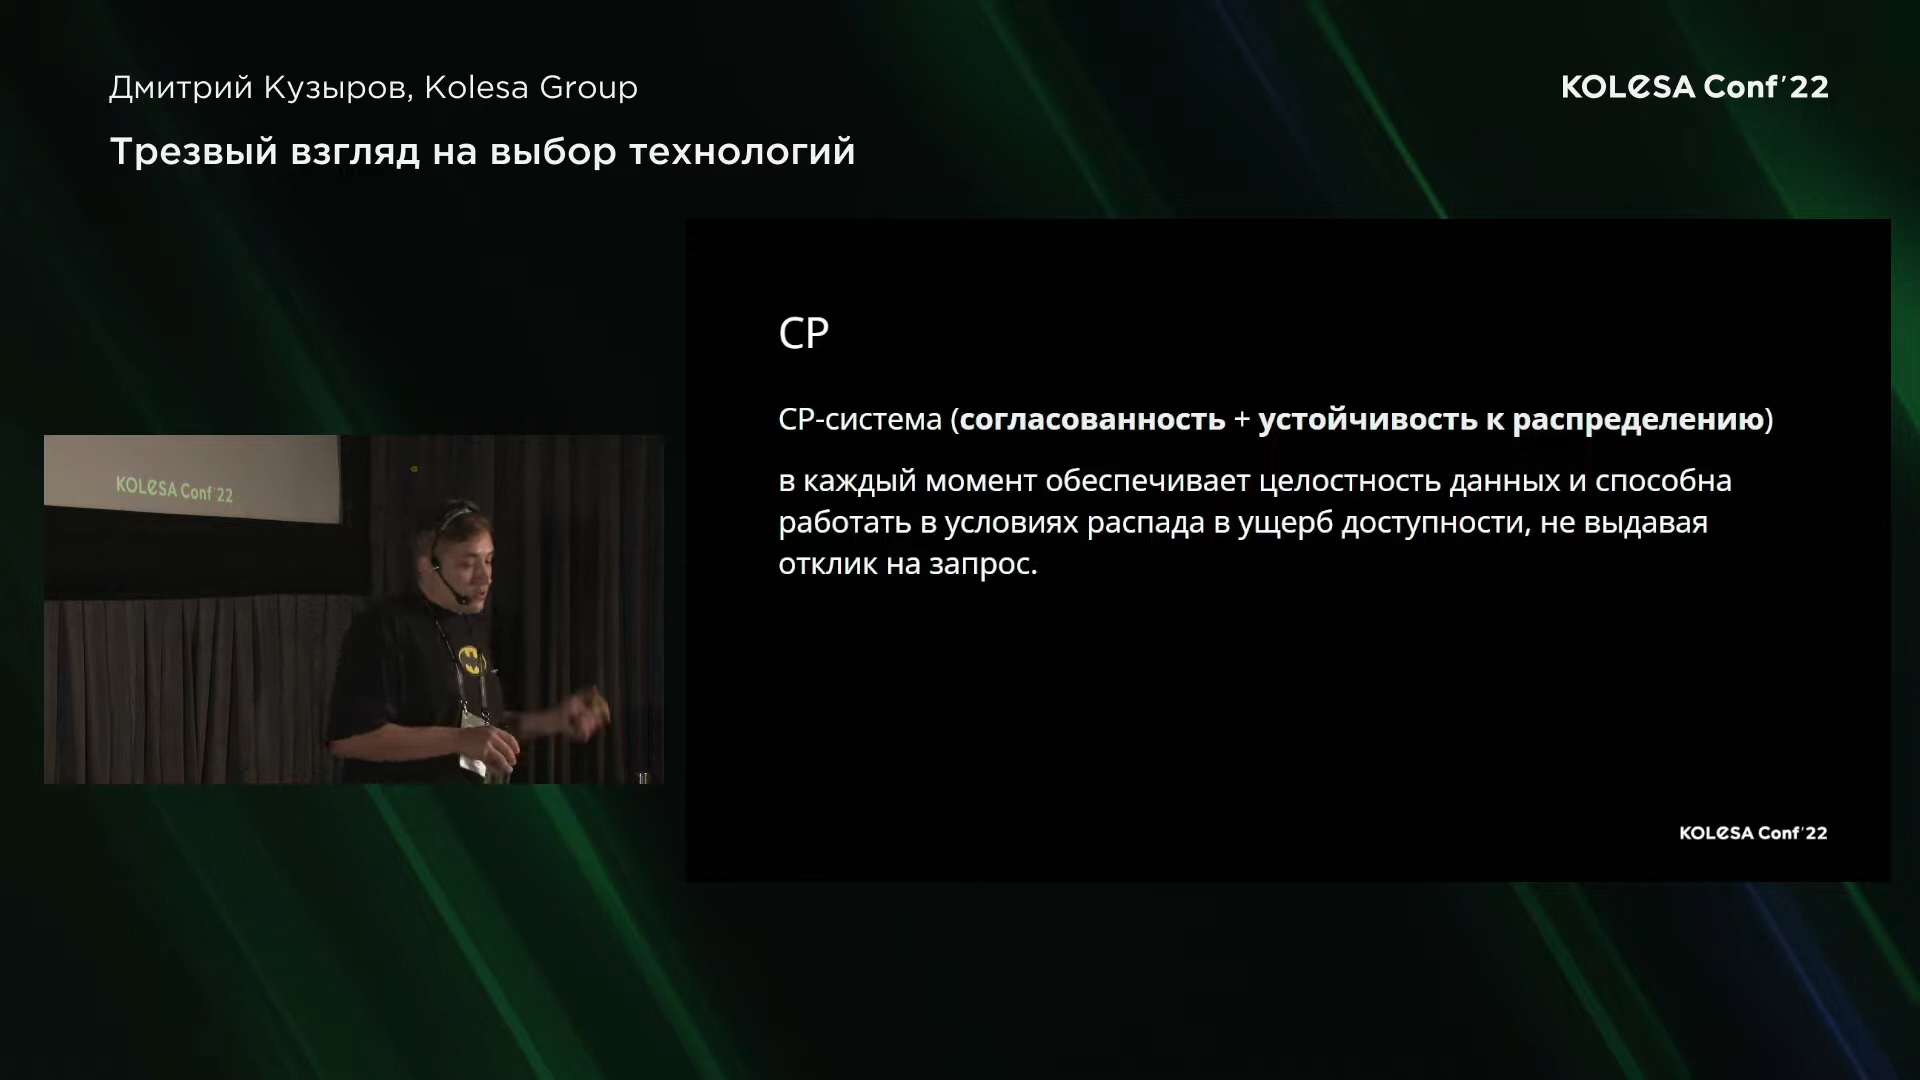 Дмитрий Кузыров, Kolesa Group
KOLESA Conf'22
Трезвый взгляд на выбор технологий
CP
CP-система (согласованность + устойчивость к распределению)
в каждый момент обеспечивает целостность данных и способна
работать в условиях распада в ущерб доступности, не выдавая
отклик на запрос.
KOLESA Conf'22
KOLESA Conf'22